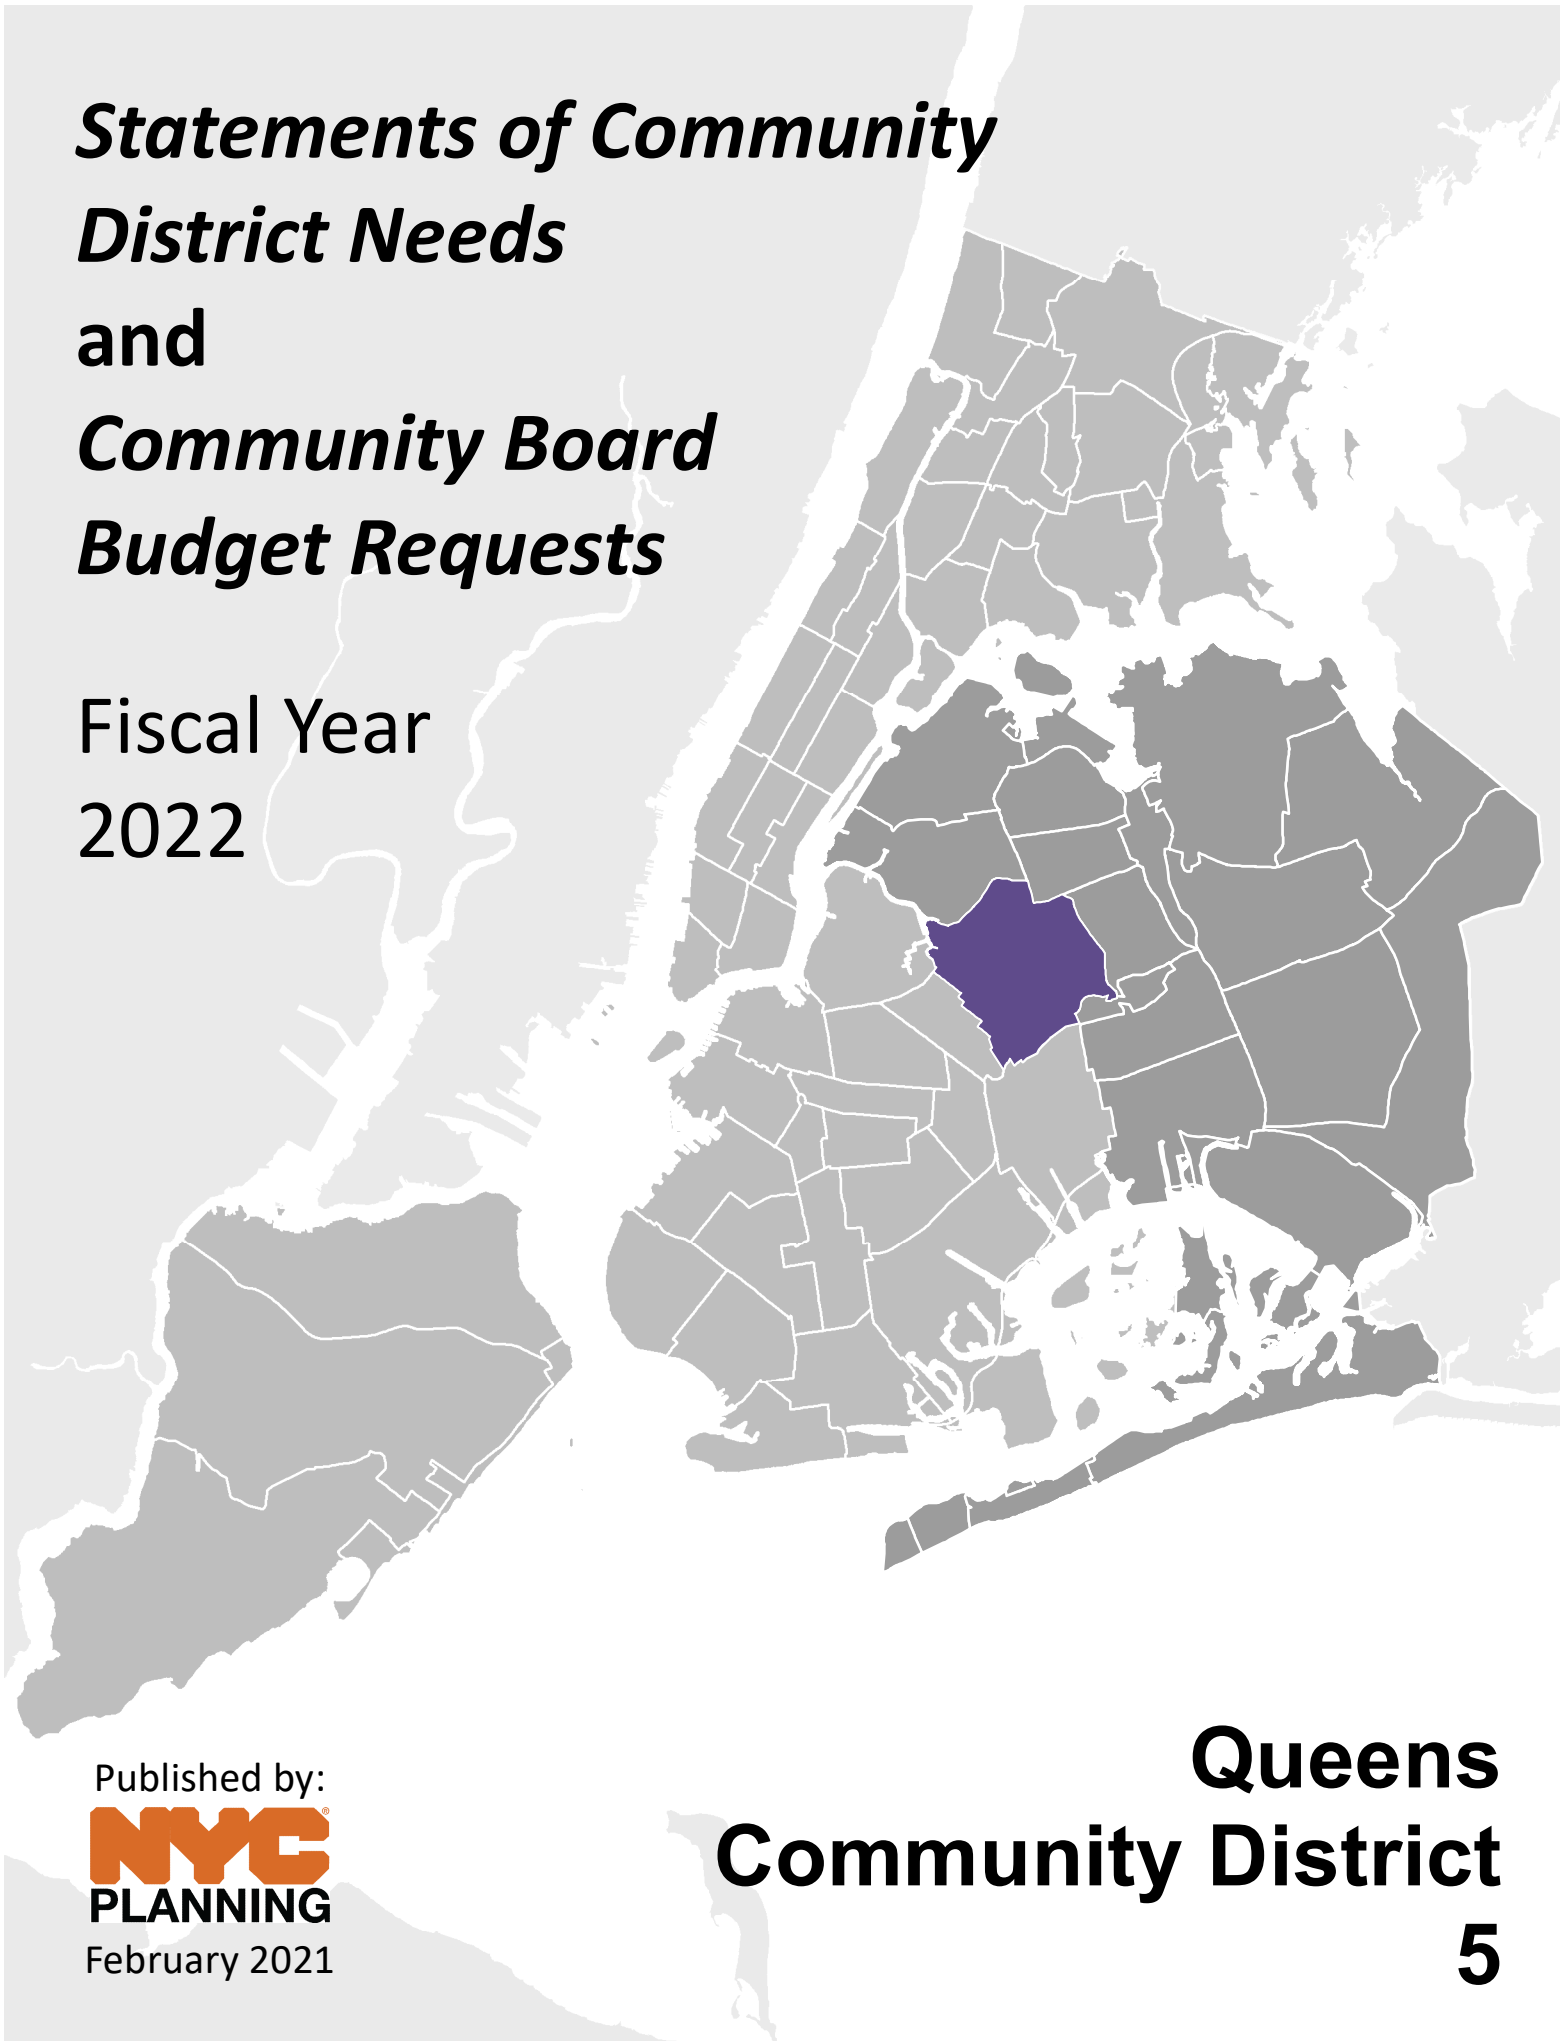 Statements of Community
District Needs
and
Community Board
Budget Requests
Fiscal Year
2022
Published by:
NYC®
PLANNING
February 2021
Queens
Community District
5